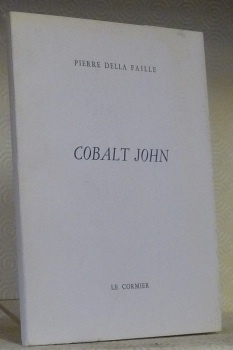 PIERRE DELLA FAILLE
COBALT JOHN
LE CORMIER